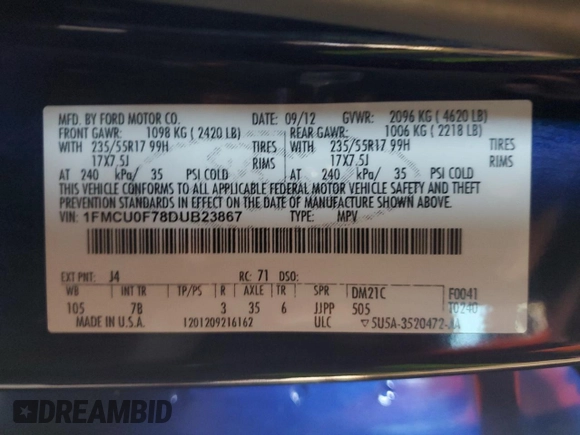 MFD. BY FORD MOTOR CO. DATE: 09/12 GVWR: 2096 KG ( 4620 LB)
FRONT GAWR: 1098 KG ( 2420 LB) REAR GAWR: 1006 KG ( 2218 LB)
WITH 235/55R17 99H TIRES WITH 235/55R17 99H TIRES
17X7.5J RIMS 17X7.5J RIMS
AT 240 kPa/ 35 PSI COLD AT 240 kPa/ 35 PSI COLD
THIS VEHICLE CONFORMS TO ALL APPLICABLE FEDERAL MOTOR VEHICLE SAFETY AND THEFT
PREVENTION STANDARDS IN EFFECT ON THE DATE OF MANUFACTURE SHOWN ABOVE.
VIN: 1FMCU0F78DUB23867 TYPE: MPV
EXT PNT: J4 RC: 71 DSO:
WB INT TR TP/PS R AXLE TR SPR DM21C F0041
105 7B 3 35 6 JJPP 505 T0240
MADE IN U.S.A. 1201209216162 ULC ▽5U5A-3520472-AA
DREAMBID